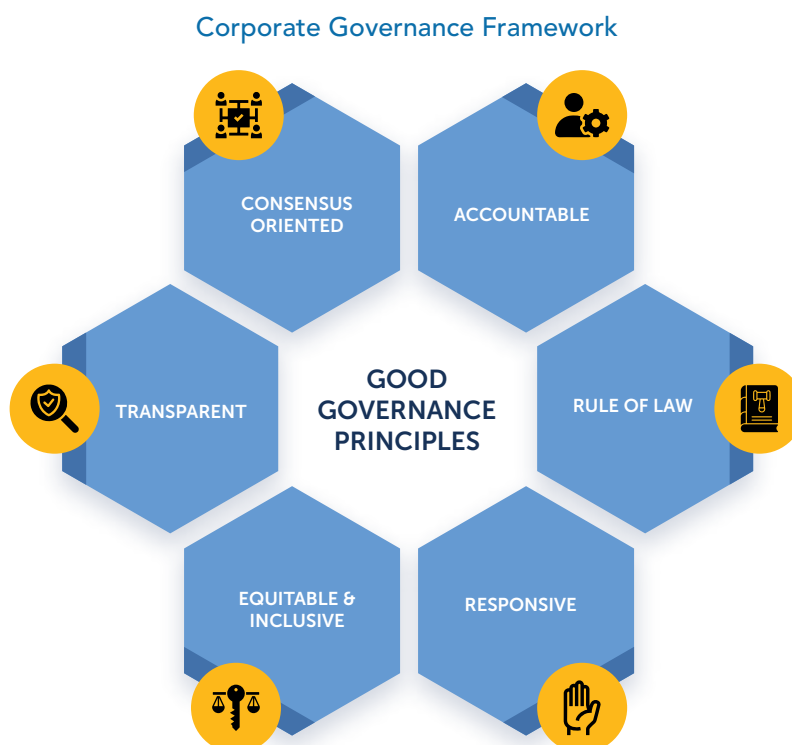 Corporate Governance Framework
CONSENSUS
ORIENTED
ACCOUNTABLE
TRANSPARENT
GOOD
GOVERNANCE
PRINCIPLES
RULE OF LAW
EQUITABLE &
INCLUSIVE
RESPONSIVE